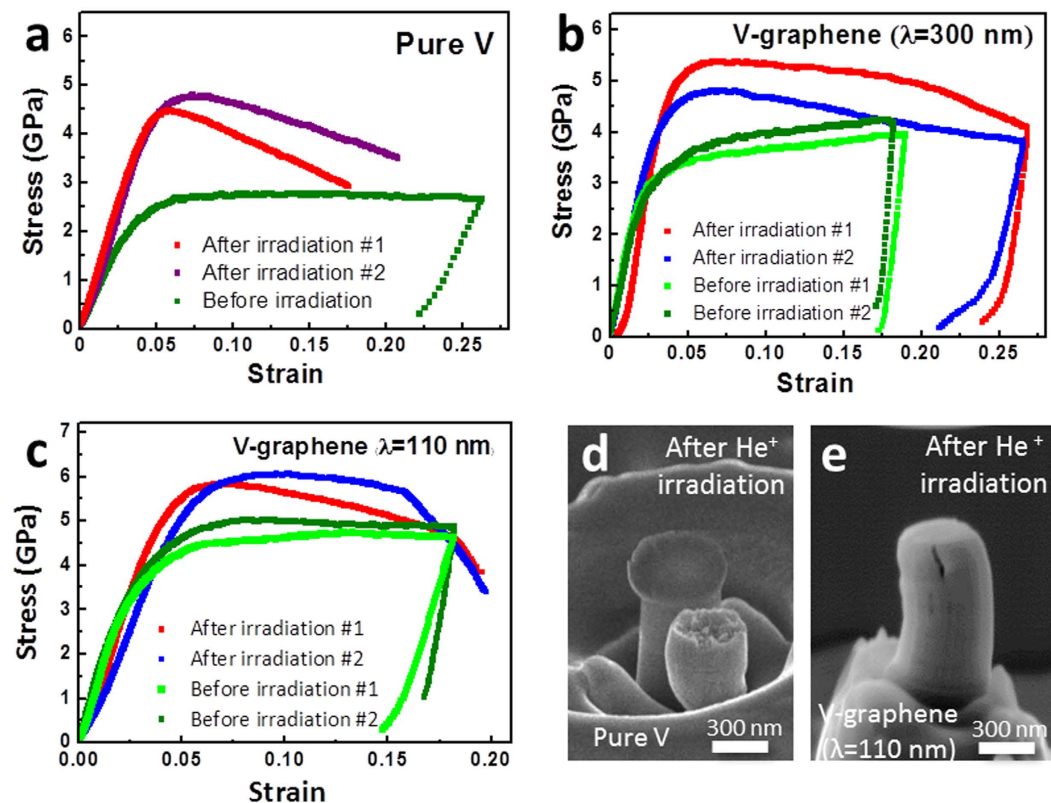 a
Pure V
6
5
4
3
2
1
0
0.00
0.05
0.10
0.15
0.20
0.25
Stress (GPa)
Strain
After irradiation #1
After irradiation #2
Before irradiation
b
V-graphene (λ=300 nm)
6
5
4
3
2
1
0
0.00
0.05
0.10
0.15
0.20
0.25
Stress (GPa)
Strain
After irradiation #1
After irradiation #2
Before irradiation #1
Before irradiation #2
c
V-graphene (λ=110 nm)
7
6
5
4
3
2
1
0
0.00
0.05
0.10
0.15
0.20
Stress (GPa)
Strain
After irradiation #1
After irradiation #2
Before irradiation #1
Before irradiation #2
d
After He⁺
irradiation
Pure V
300 nm
e
After He⁺
irradiation
V-graphene
(λ=110 nm)
300 nm